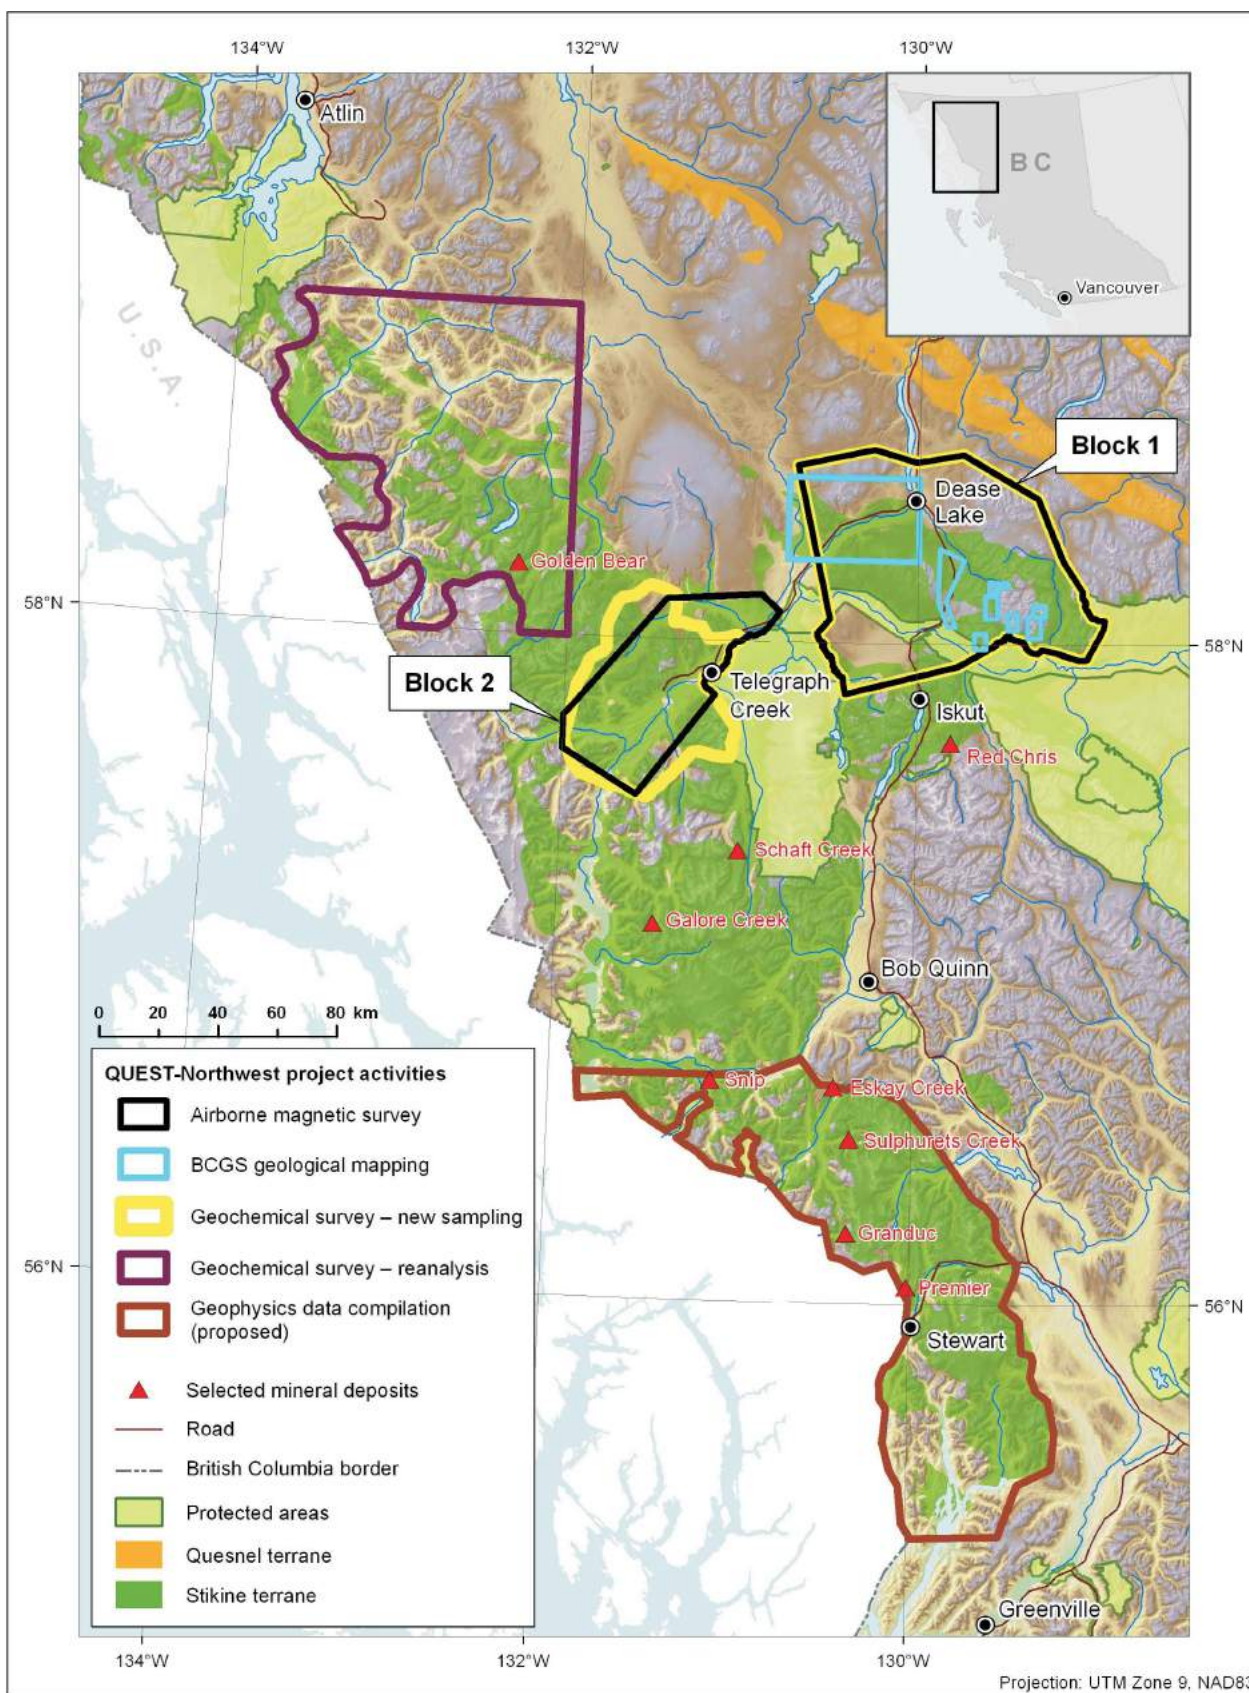 134°W
132°W
130°W
Atlin
BC
Vancouver
U.S.A.
Block 1
Dease
Lake
Golden Bear
58°N
58°N
Block 2
Telegraph
Creek
Iskut
Red Chris
Schaft Creek
Galore Creek
Bob Quinn
0 20 40 60 80 km
QUEST-Northwest project activities
Airborne magnetic survey
BCGS geological mapping
Geochemical survey – new sampling
Geochemical survey – reanalysis
Geophysics data compilation
(proposed)
Selected mineral deposits
Road
British Columbia border
Protected areas
Quesnel terrane
Stikine terrane
Snip
Eskay Creek
Sulphurets Creek
Granduc
56°N
Premier
56°N
Stewart
Greenville
134°W
132°W
130°W
Projection: UTM Zone 9, NAD83